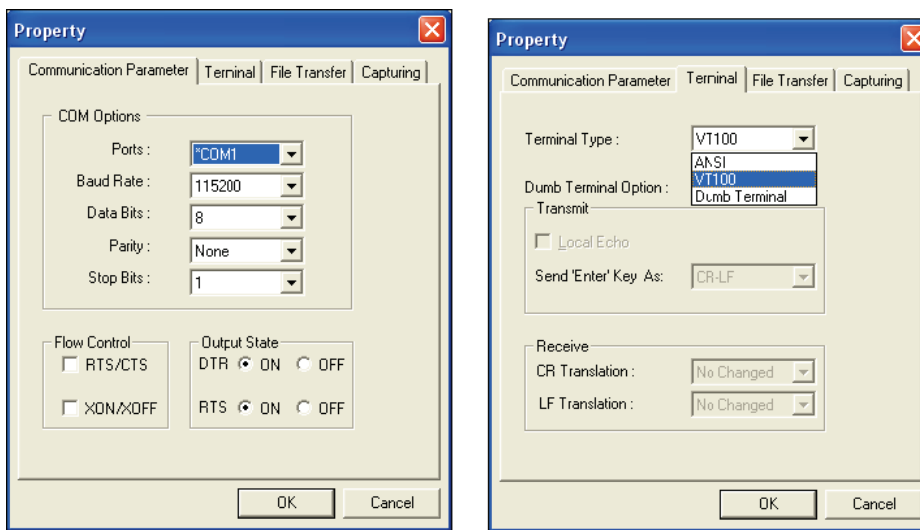 Property
Communication Parameter Terninal File Transfer Capturing
COM Options
Ports : *COM1
Baud Rate : 115200
Data Bits : 8
Parity : None
Stop Bits : 1
Flow Control
RTS/CTS
XON/XOFF
Output State
DTR ON OFF
RTS ON OFF
OK Cancel
Property
Communication Parameter Terninal File Transfer Capturing
Terminal Type : VT100
ANSI
VT100
Dumb Terminal
Dumb Terminal Option :
Transmit
Local Echo
Send 'Enter' Key As: CR-LF
Receive
CR Translation : No Changed
LF Translation : No Changed
OK Cancel